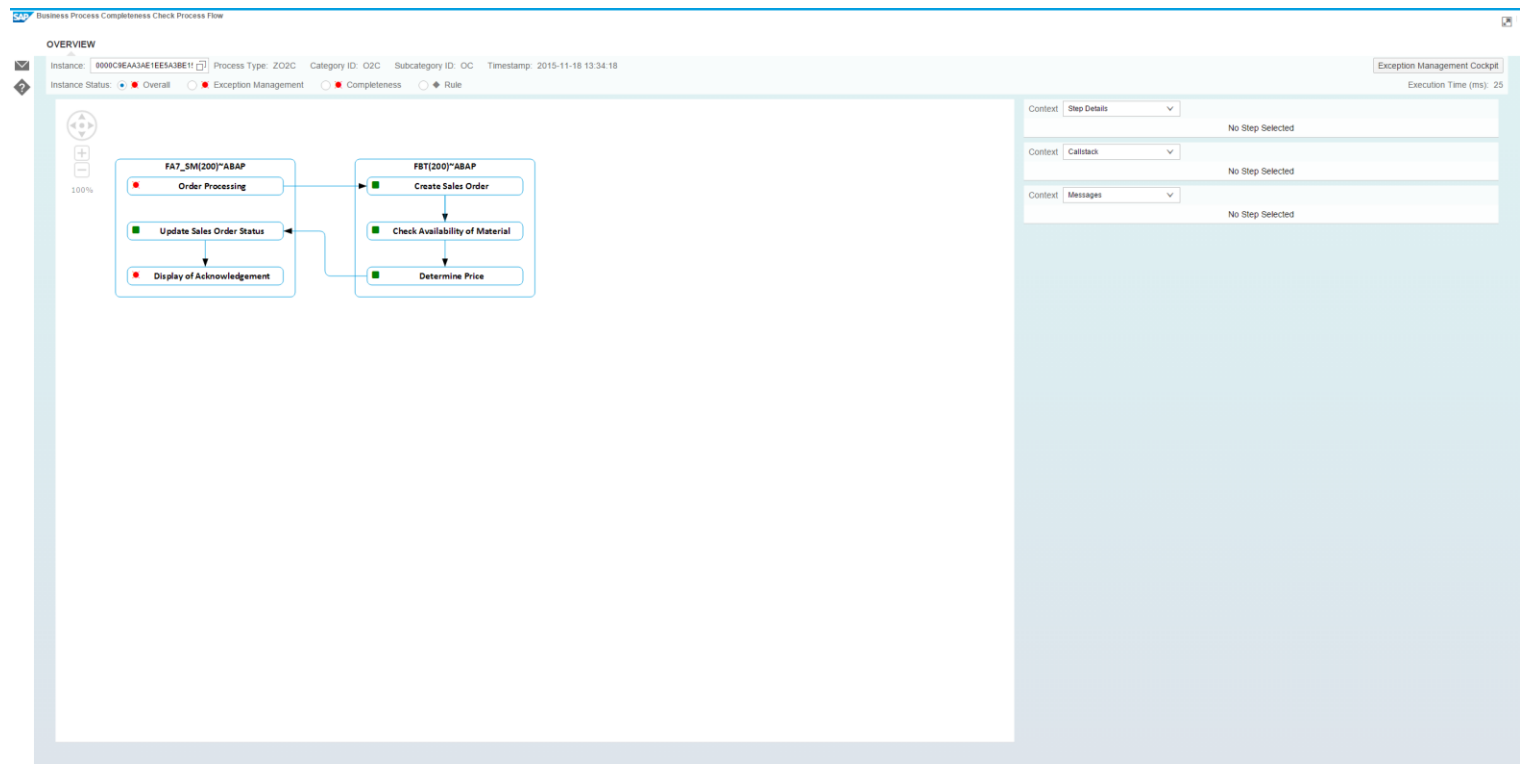 SAP Business Process Completeness Check Process Flow
OVERVIEW
Instance: 0000C9EAA3AE1EE5A3BE1 Process Type: ZO2C Category ID: O2C Subcategory ID: OC Timestamp: 2015-11-18 13:34:18 Exception Management Cockpit
Instance Status: Overall Exception Management Completeness Rule Execution Time (ms): 25
Context Step Details
No Step Selected
Context Callstack
No Step Selected
Context Messages
No Step Selected
100%
FA7_SM(200)~ABAP
Order Processing
Update Sales Order Status
Display of Acknowledgement
FBT(200)~ABAP
Create Sales Order
Check Availability of Material
Determine Price